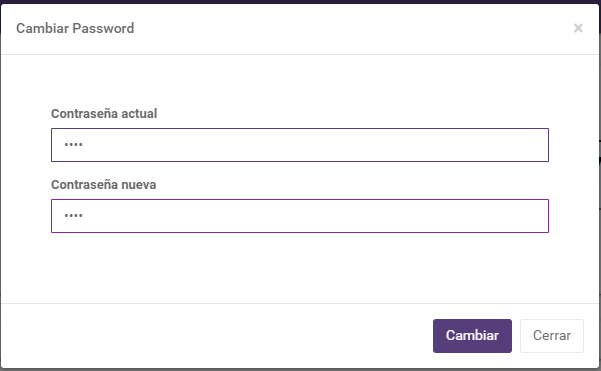 Cambiar Password
×
Contraseña actual
••••
Contraseña nueva
••••
Cambiar Cerrar